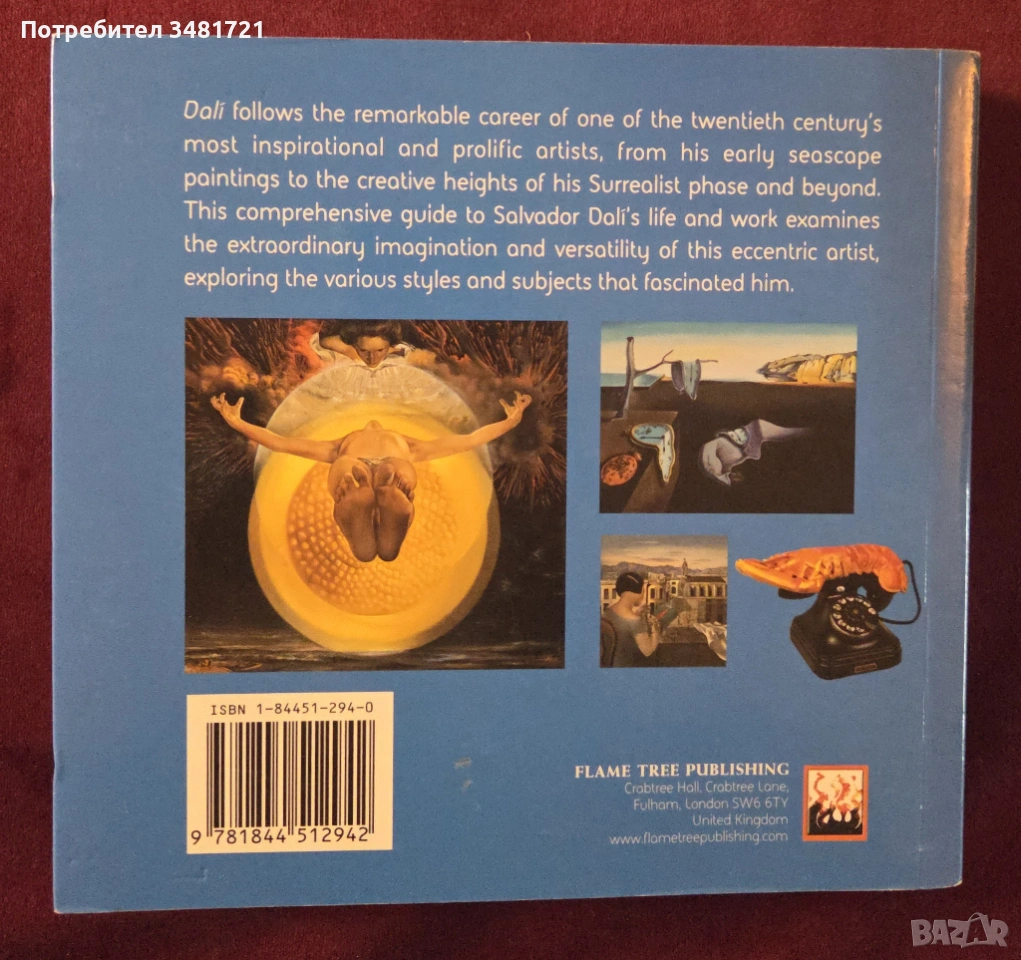 Потребител 3481721
Dalí follows the remarkable career of one of the twentieth century's
most inspirational and prolific artists, from his early seascape
paintings to the creative heights of his Surrealist phase and beyond.
This comprehensive guide to Salvador Dalí's life and work examines
the extraordinary imagination and versatility of this eccentric artist,
exploring the various styles and subjects that fascinated him.
ISBN 1-84451-294-0
9 781844 512942
FLAME TREE PUBLISHING
Crabtree Hall, Crabtree Lane,
Fulham, London SW6 6TY
United Kingdom
www.flametreepublishing.com
BAZAR